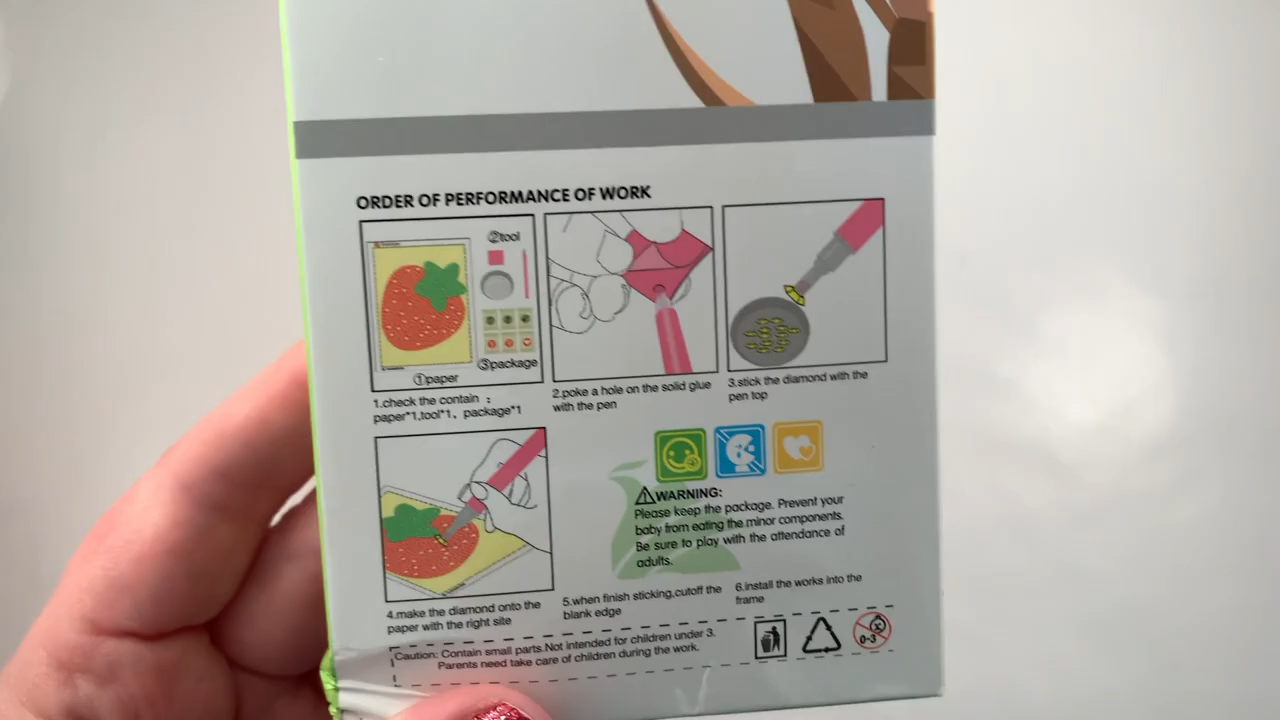 ORDER OF PERFORMANCE OF WORK
②tool
③package
①paper
1.check the contain :
paper*1,tool*1, package*1
2.poke a hole on the solid glue
with the pen
3.stick the diamond with the
pen top
WARNING:
Please keep the package. Prevent your
baby from eating the minor components.
Be sure to play with the attendance of
adults.
4.make the diamond onto the
paper with the right site
5.when finish sticking,cutoff the
blank edge
6.install the works into the
frame
Caution: Contain small parts.Not intended for children under 3.
Parents need take care of children during the work.
0-3